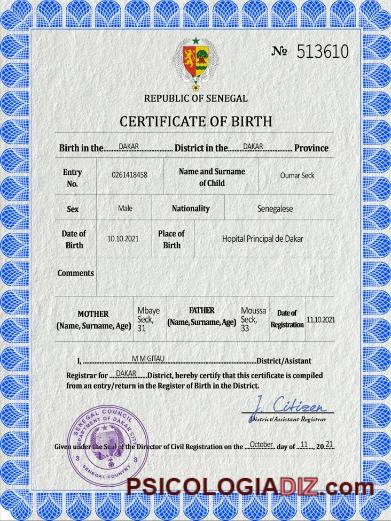 № 513610
REPUBLIC OF SENEGAL
CERTIFICATE OF BIRTH
Birth in the DAKAR District in the DAKAR Province
Entry No. 0261418458 Name and Surname of Child Oumar Seck
Sex Male Nationality Senegalese
Date of Birth 10.10.2021 Place of Birth Hopital Principal de Dakar
Comments
MOTHER (Name, Surname, Age) Mbaye Seck, 31 FATHER (Name, Surname, Age) Moussa Seck, 33 Date of Registration 11.10.2021
I, M M GITAU District/Asistant
Registrar for DAKAR District, hereby certify that this certificate is compiled
from an entry/return in the Register of Birth in the District.
J. Citizen
District/Assistant Registrar
SENEGAL COUNCIL
DEPARTMENT OF DAKAR CITY
SENEGAL COUNTRY
Given under the Seal of the Director of Civil Registration on the October day of 11 20 21
PSICOLOGIADIZ.com